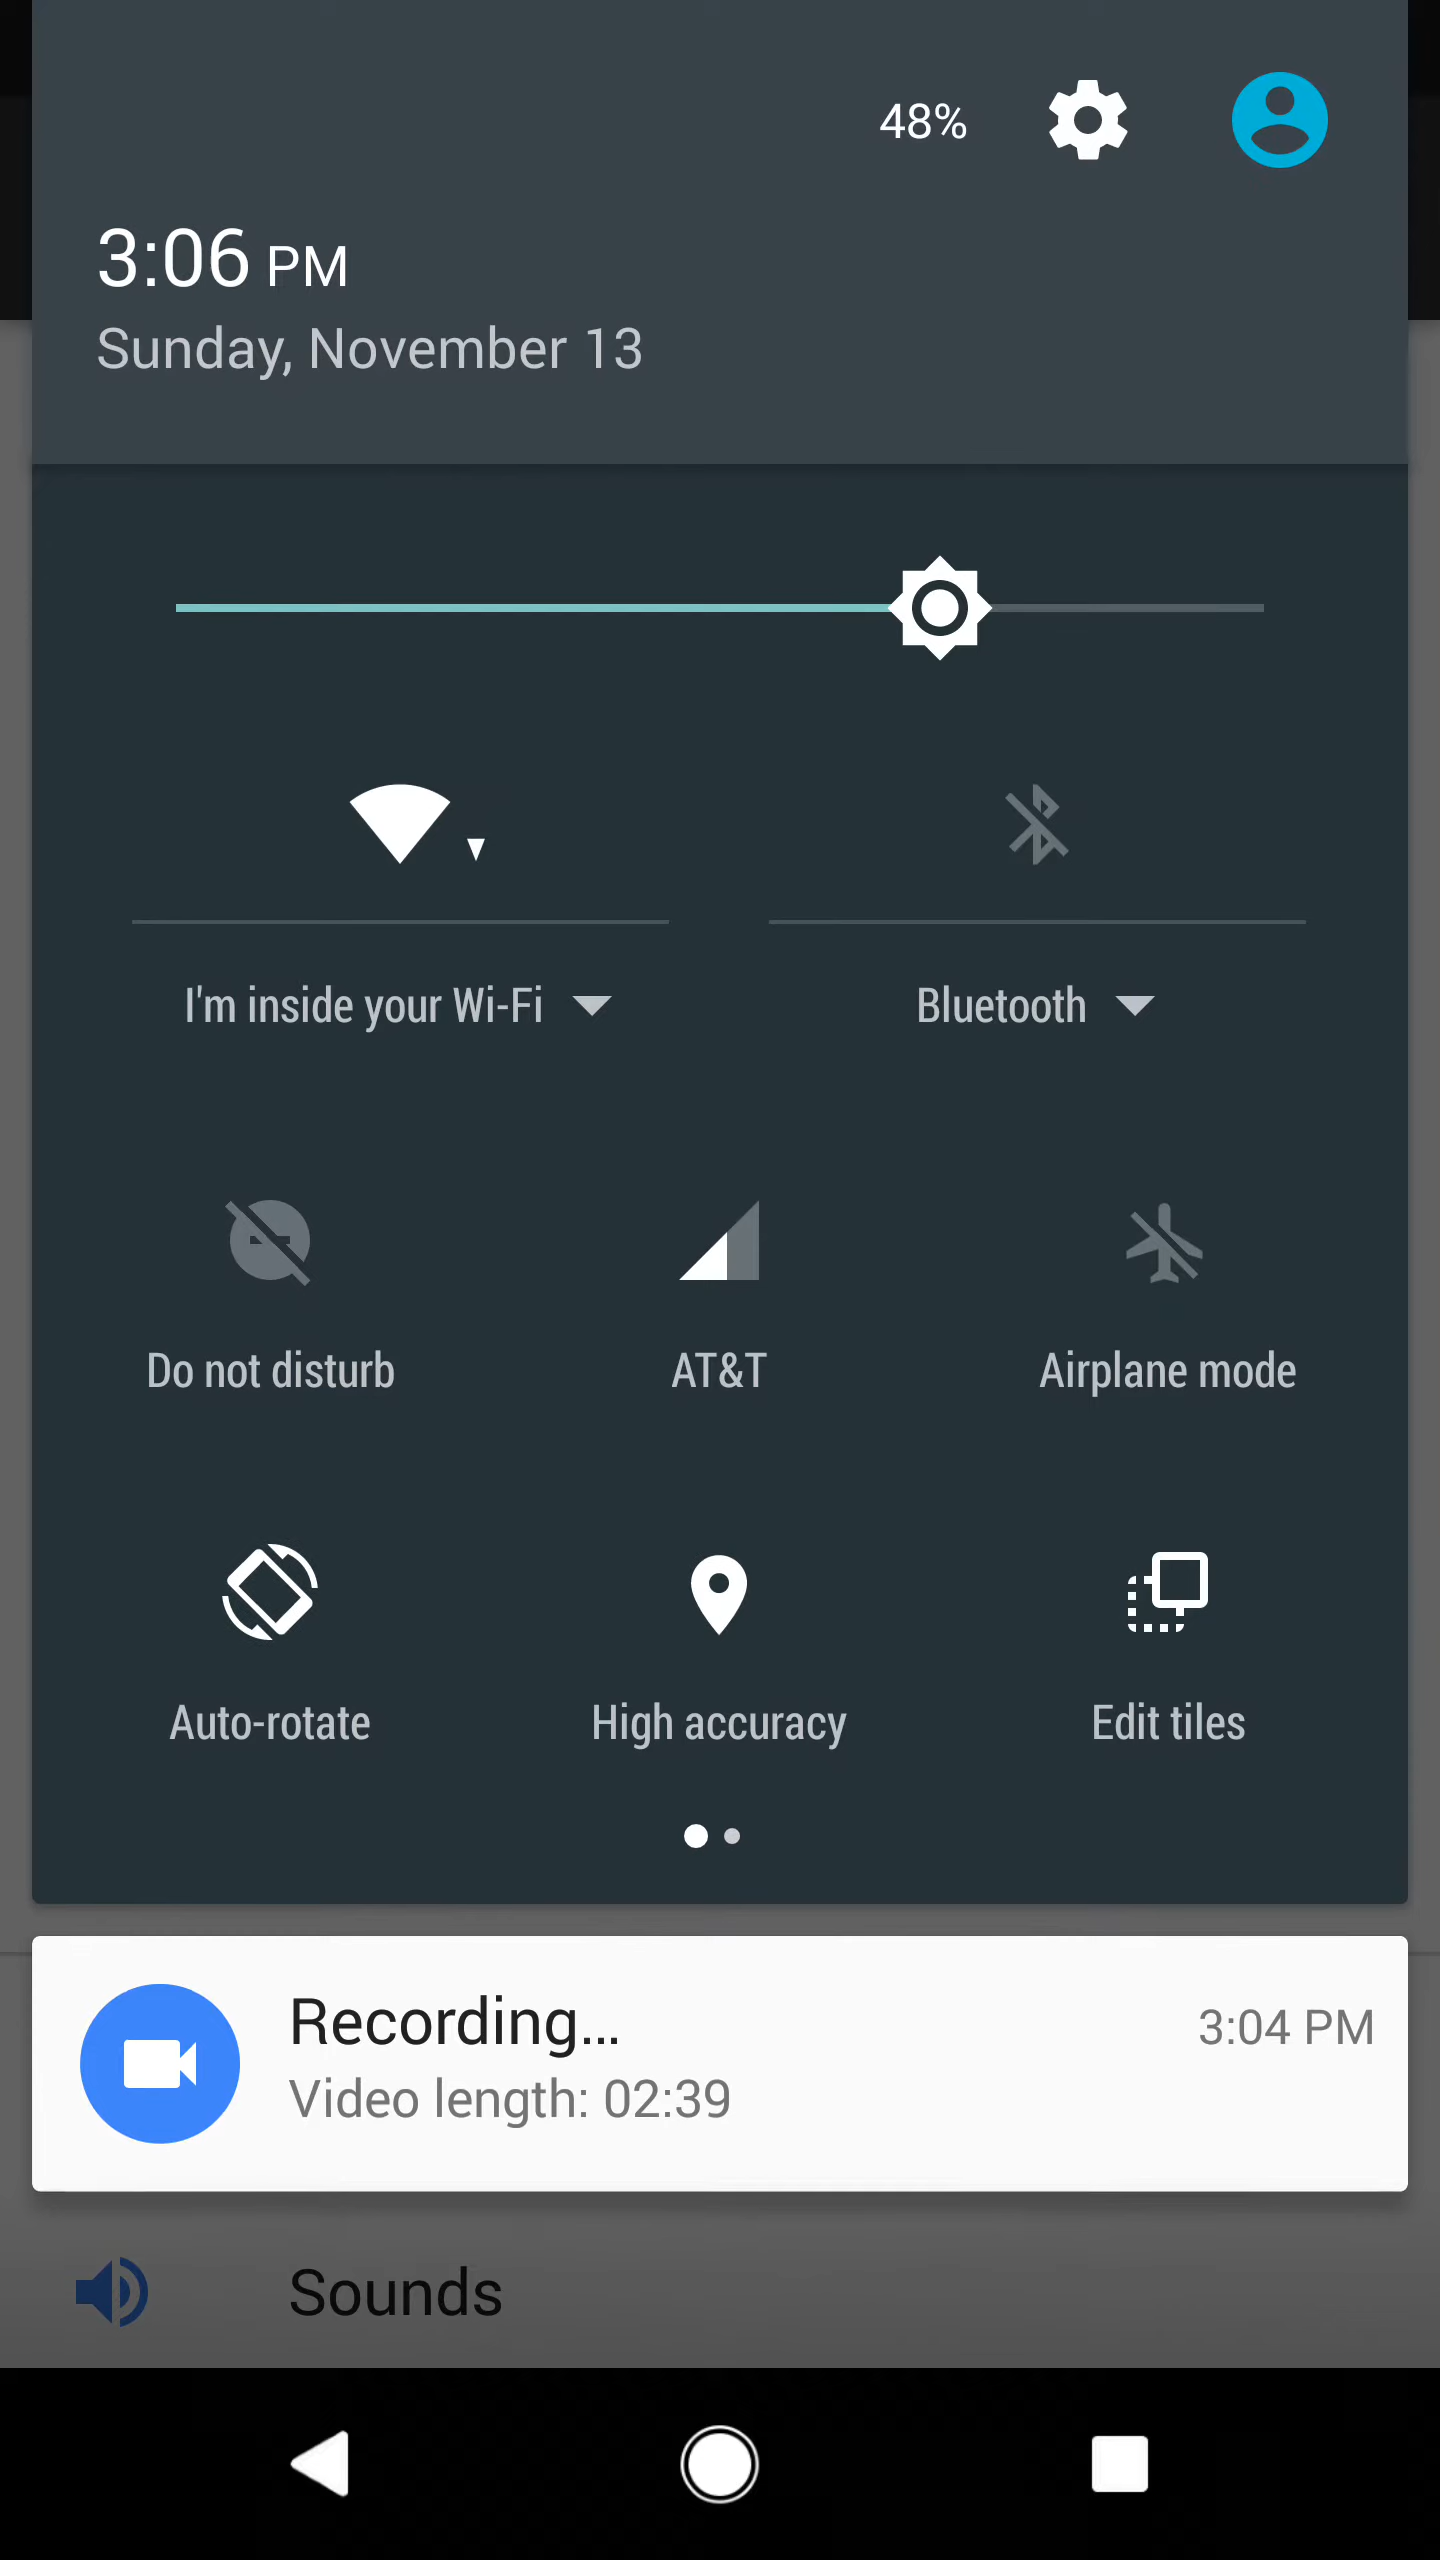 48%
3:06 PM
Sunday, November 13
I'm inside your Wi-Fi
Bluetooth
Do not disturb
AT&T
Airplane mode
Auto-rotate
High accuracy
Edit tiles
Recording...
3:04 PM
Video length: 02:39
Sounds